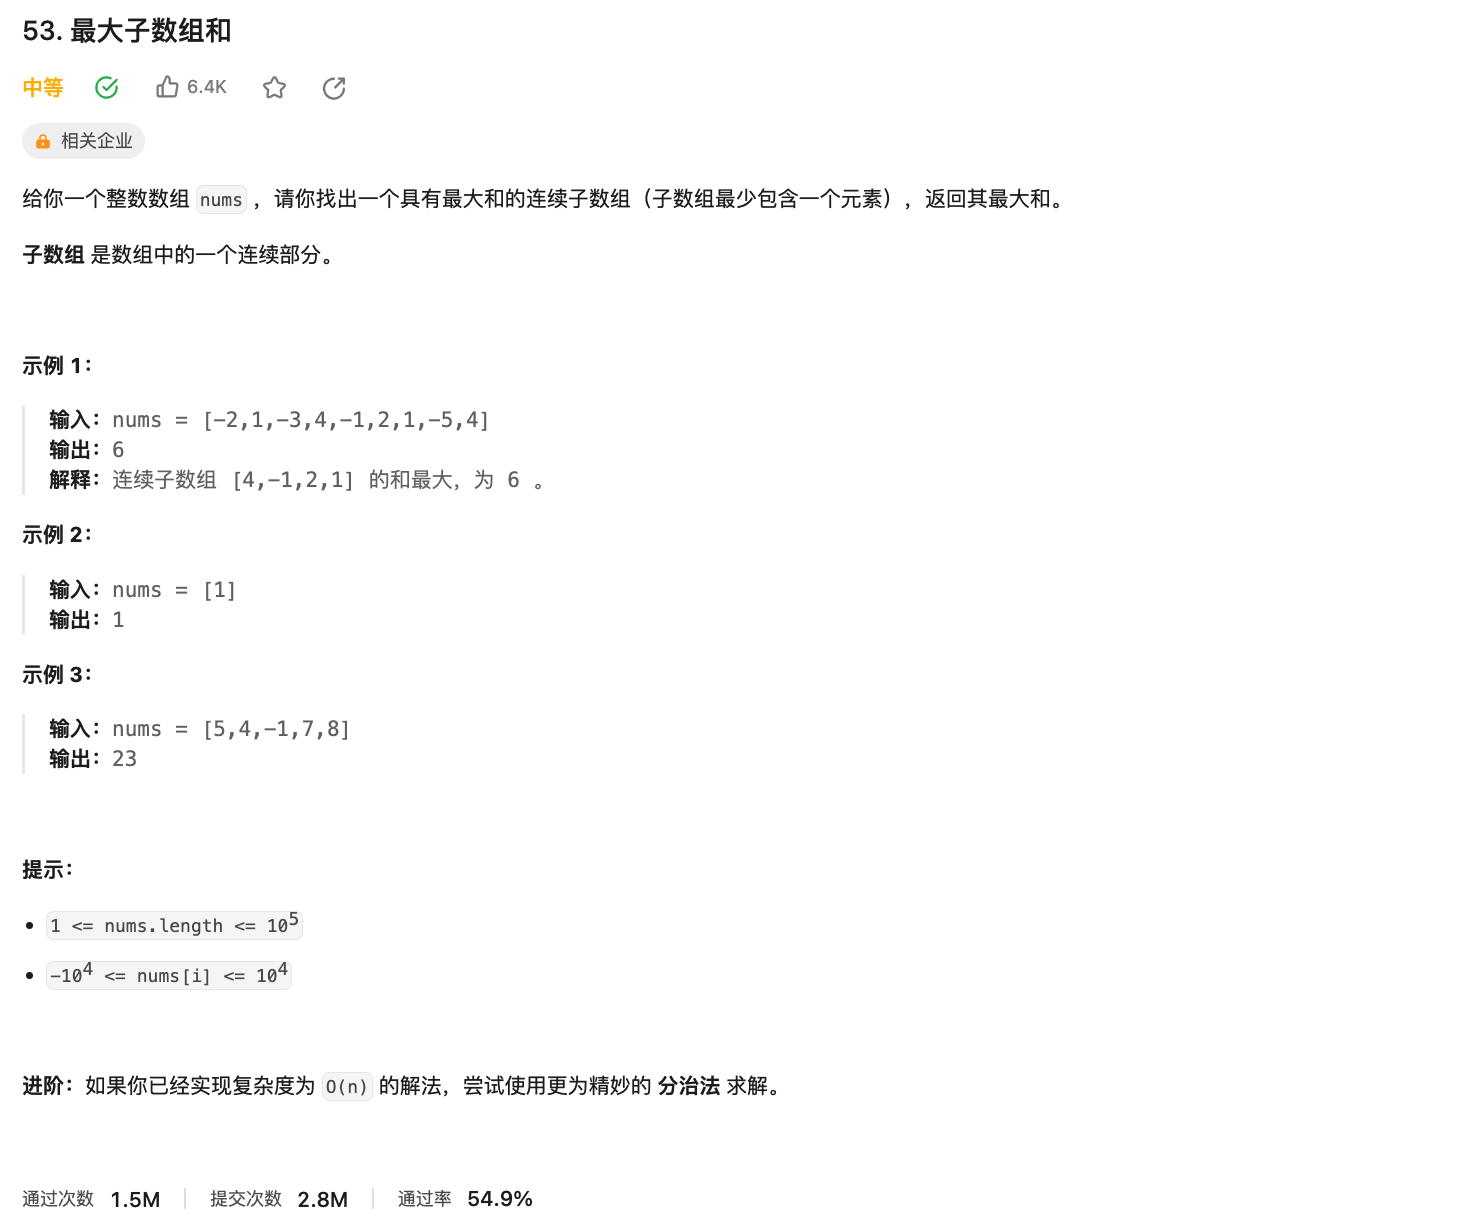 53. 最大子数组和
中等 6.4K
相关企业
给你一个整数数组 nums ，请你找出一个具有最大和的连续子数组（子数组最少包含一个元素），返回其最大和。
子数组 是数组中的一个连续部分。
示例 1：
输入：nums = [-2,1,-3,4,-1,2,1,-5,4]
输出：6
解释：连续子数组 [4,-1,2,1] 的和最大，为 6 。
示例 2：
输入：nums = [1]
输出：1
示例 3：
输入：nums = [5,4,-1,7,8]
输出：23
提示：
1 <= nums.length <= 10⁵
-10⁴ <= nums[i] <= 10⁴
进阶：如果你已经实现复杂度为 O(n) 的解法，尝试使用更为精妙的 分治法 求解。
通过次数 1.5M 提交次数 2.8M 通过率 54.9%